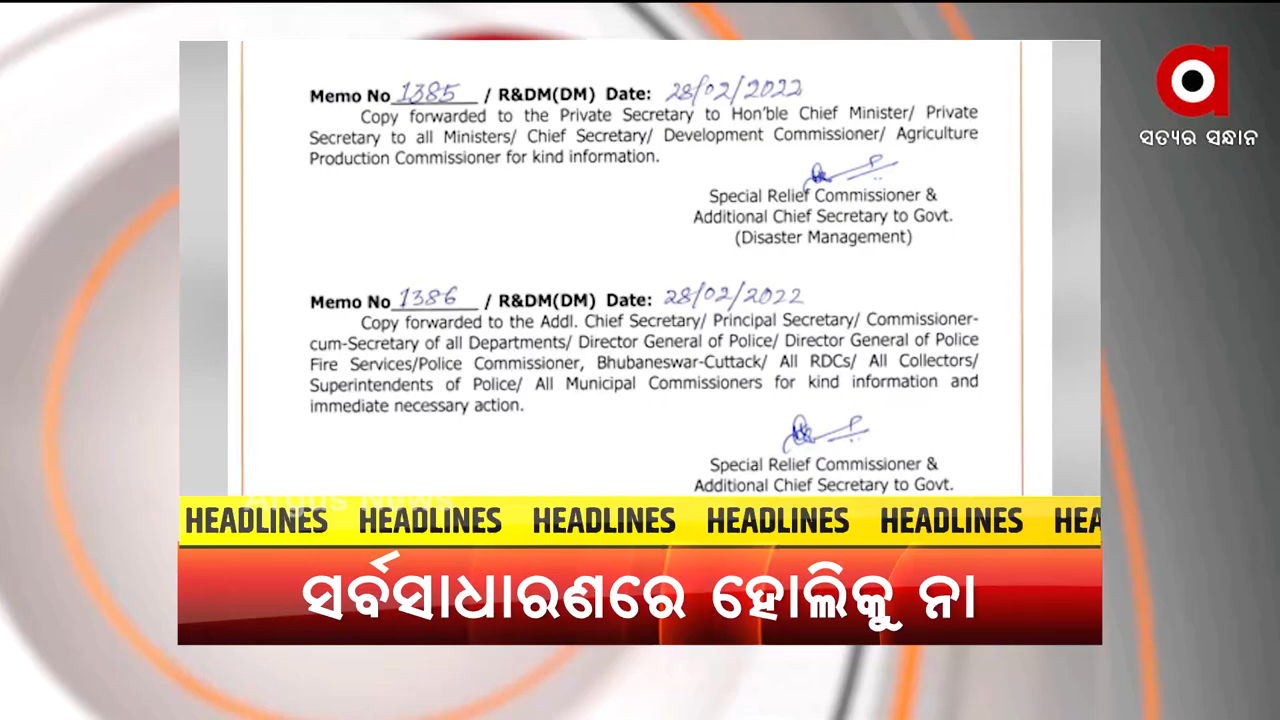 Memo No 1385 / R&DM(DM) Date: 28/02/2022
Copy forwarded to the Private Secretary to Hon'ble Chief Minister/ Private
Secretary to all Ministers/ Chief Secretary/ Development Commissioner/ Agriculture
Production Commissioner for kind information.
Special Relief Commissioner &
Additional Chief Secretary to Govt.
(Disaster Management)
Memo No 1386 / R&DM(DM) Date: 28/02/2022
Copy forwarded to the Addl. Chief Secretary/ Principal Secretary/ Commissioner-
cum-Secretary of all Departments/ Director General of Police/ Director General of Police
Fire Services/Police Commissioner, Bhubaneswar-Cuttack/ All RDCs/ All Collectors/
Superintendents of Police/ All Municipal Commissioners for kind information and
immediate necessary action.
Special Relief Commissioner &
Additional Chief Secretary to Govt.
ସତ୍ୟର ସନ୍ଧାନ
Argus News
HEADLINES HEADLINES HEADLINES HEADLINES HEADLINES HEA
ସର୍ବସାଧାରଣରେ ହୋଲିକୁ ନା